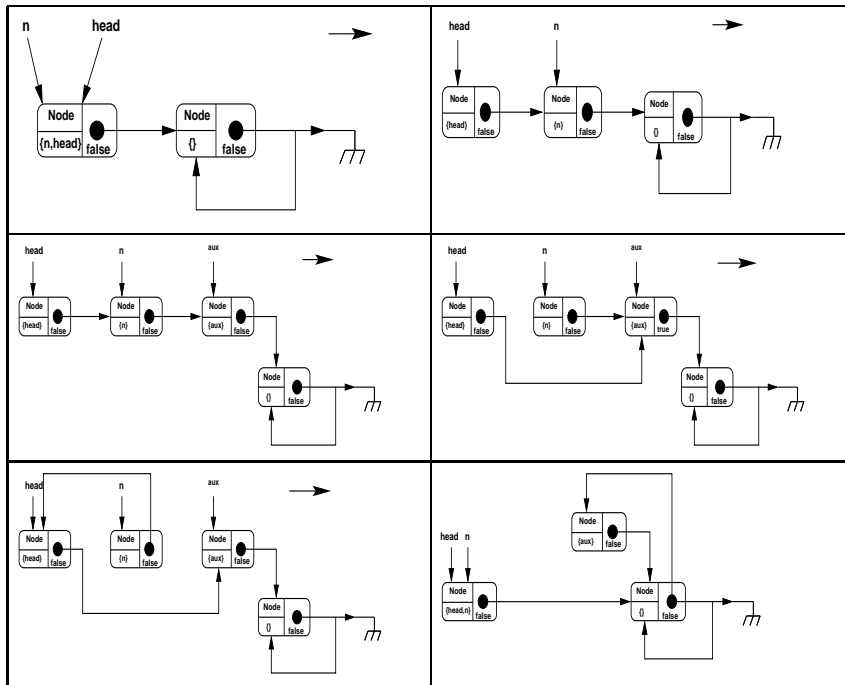 n head
Node Node
{n,head} {}
false false
head n
Node Node Node
{head} {n} {}
false false false
head n aux
Node Node Node
{head} {n} {aux}
false false false
Node
{}
false
head n aux
Node Node Node
{head} {n} {aux}
false false true
Node
{}
false
head n aux
Node Node Node
{head} {n} {aux}
false false false
Node
{}
false
Node
{aux}
false
head n
Node Node
{head,n} {}
false false